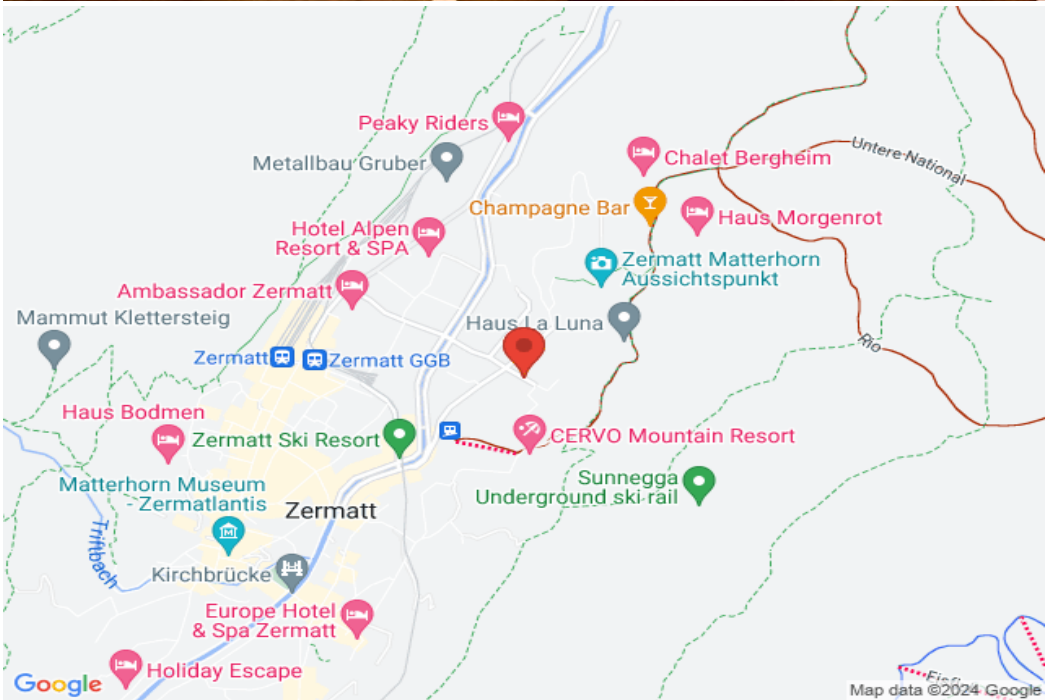 Peaky Riders
Metallbau Gruber
Chalet Bergheim
Untere National
Champagne Bar
Haus Morgenrot
Hotel Alpen
Resort & SPA
Zermatt Matterhorn
Aussichtspunkt
Ambassador Zermatt
Mammut Klettersteig
Haus La Luna
Zermatt
Zermatt GGB
Rio
Haus Bodmen
Zermatt Ski Resort
CERVO Mountain Resort
Matterhorn Museum
- Zermatlantis
Sunnegga
Underground ski rail
Zermatt
Triftbach
Kirchbrücke
Europe Hotel
& Spa Zermatt
Holiday Escape
Google
Map data ©2024 Google